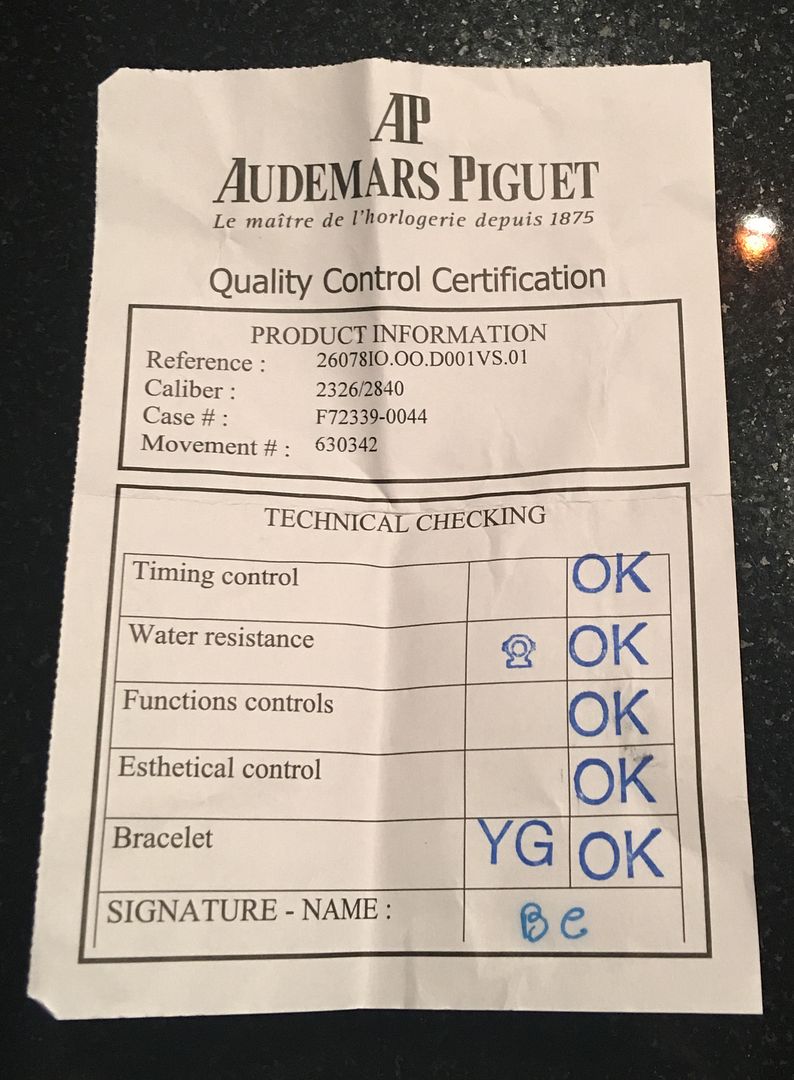 AP
AUDEMARS PIGUET
Le maître de l'horlogerie depuis 1875
Quality Control Certification
PRODUCT INFORMATION
Reference : 26078IO.OO.D001VS.01
Caliber : 2326/2840
Case # : F72339-0044
Movement # : 630342
TECHNICAL CHECKING
Timing control OK
Water resistance OK
Functions controls OK
Esthetical control OK
Bracelet YG OK
SIGNATURE - NAME : Be